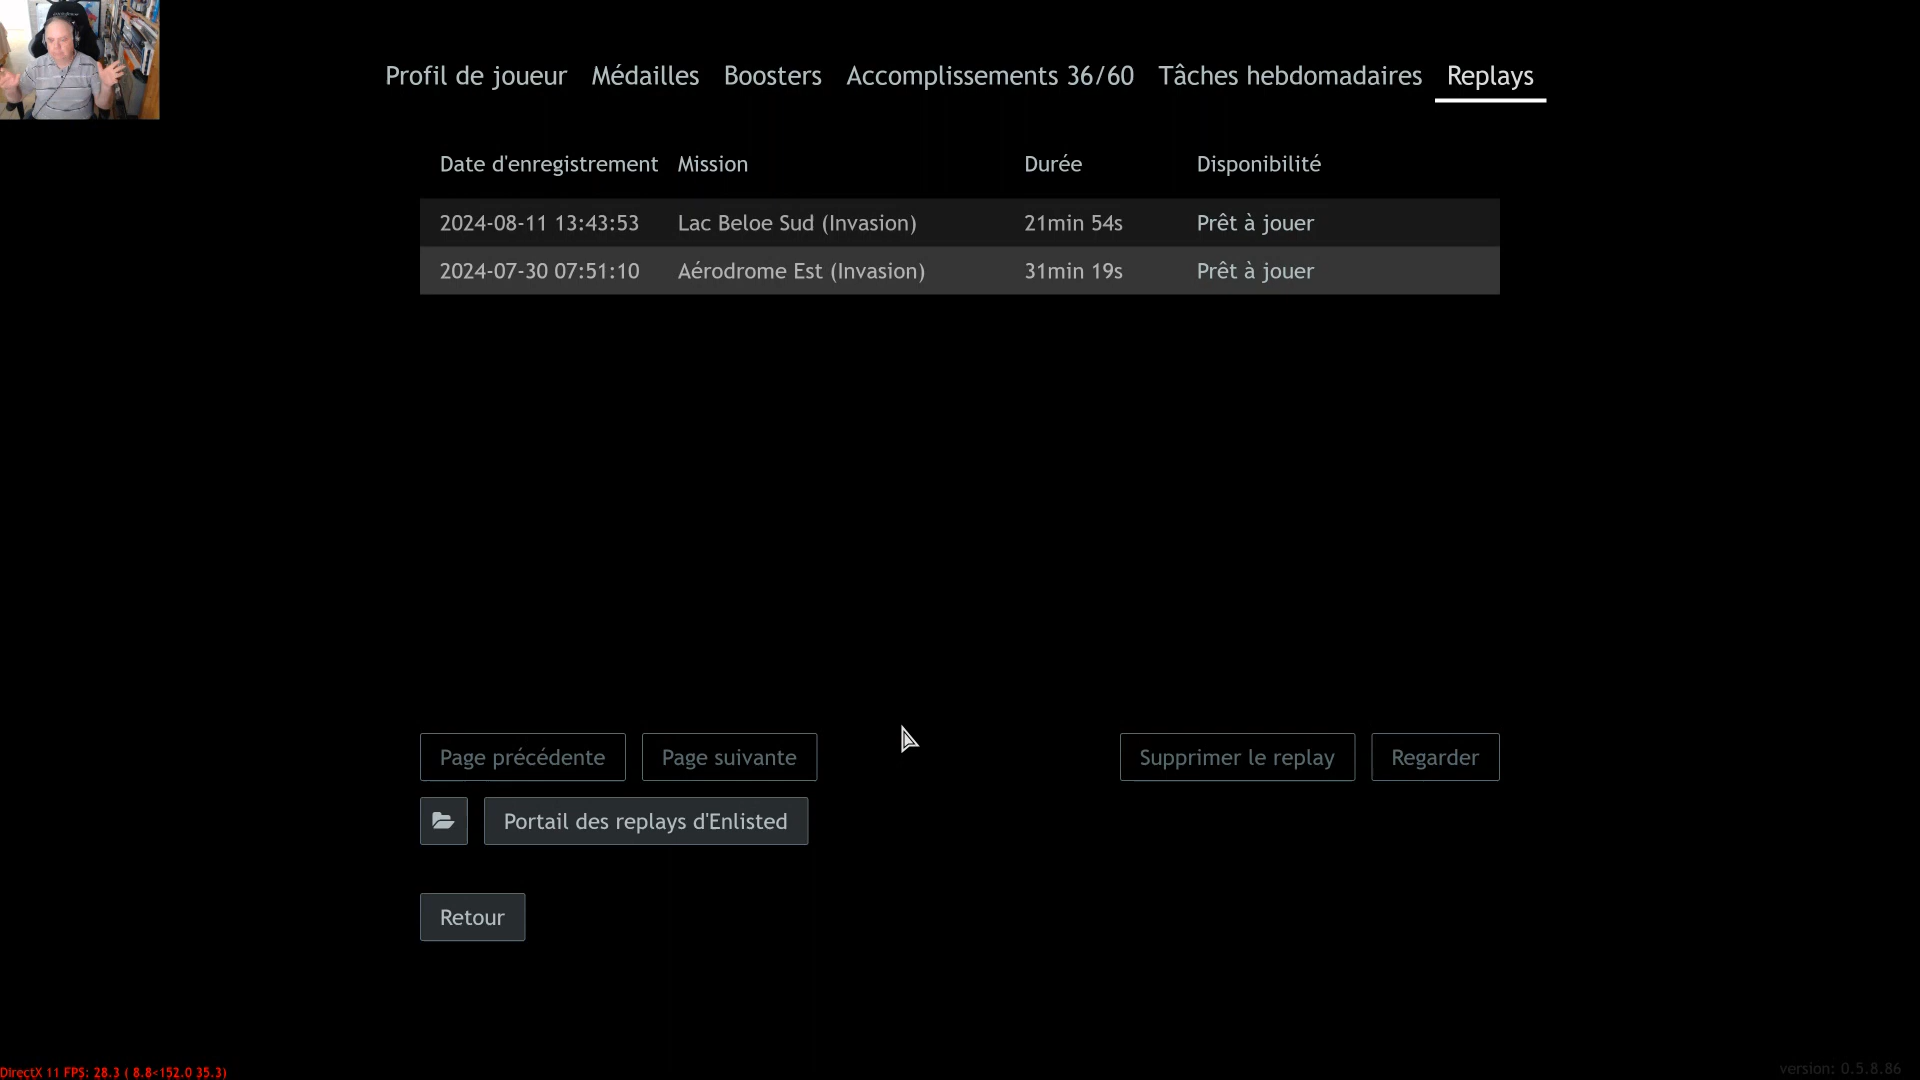 Profil de joueur Médailles Boosters Accomplissements 36/60 Tâches hebdomadaires Replays
Date d'enregistrement Mission Durée Disponibilité
2024-08-11 13:43:53 Lac Beloe Sud (Invasion) 21min 54s Prêt à jouer
2024-07-30 07:51:10 Aérodrome Est (Invasion) 31min 19s Prêt à jouer
Page précédente Page suivante Supprimer le replay Regarder
Portail des replays d'Enlisted
Retour
DirectX 11 FPS: 28.3 ( 8.8<152.0 35.3)
version: 0.5.8.86